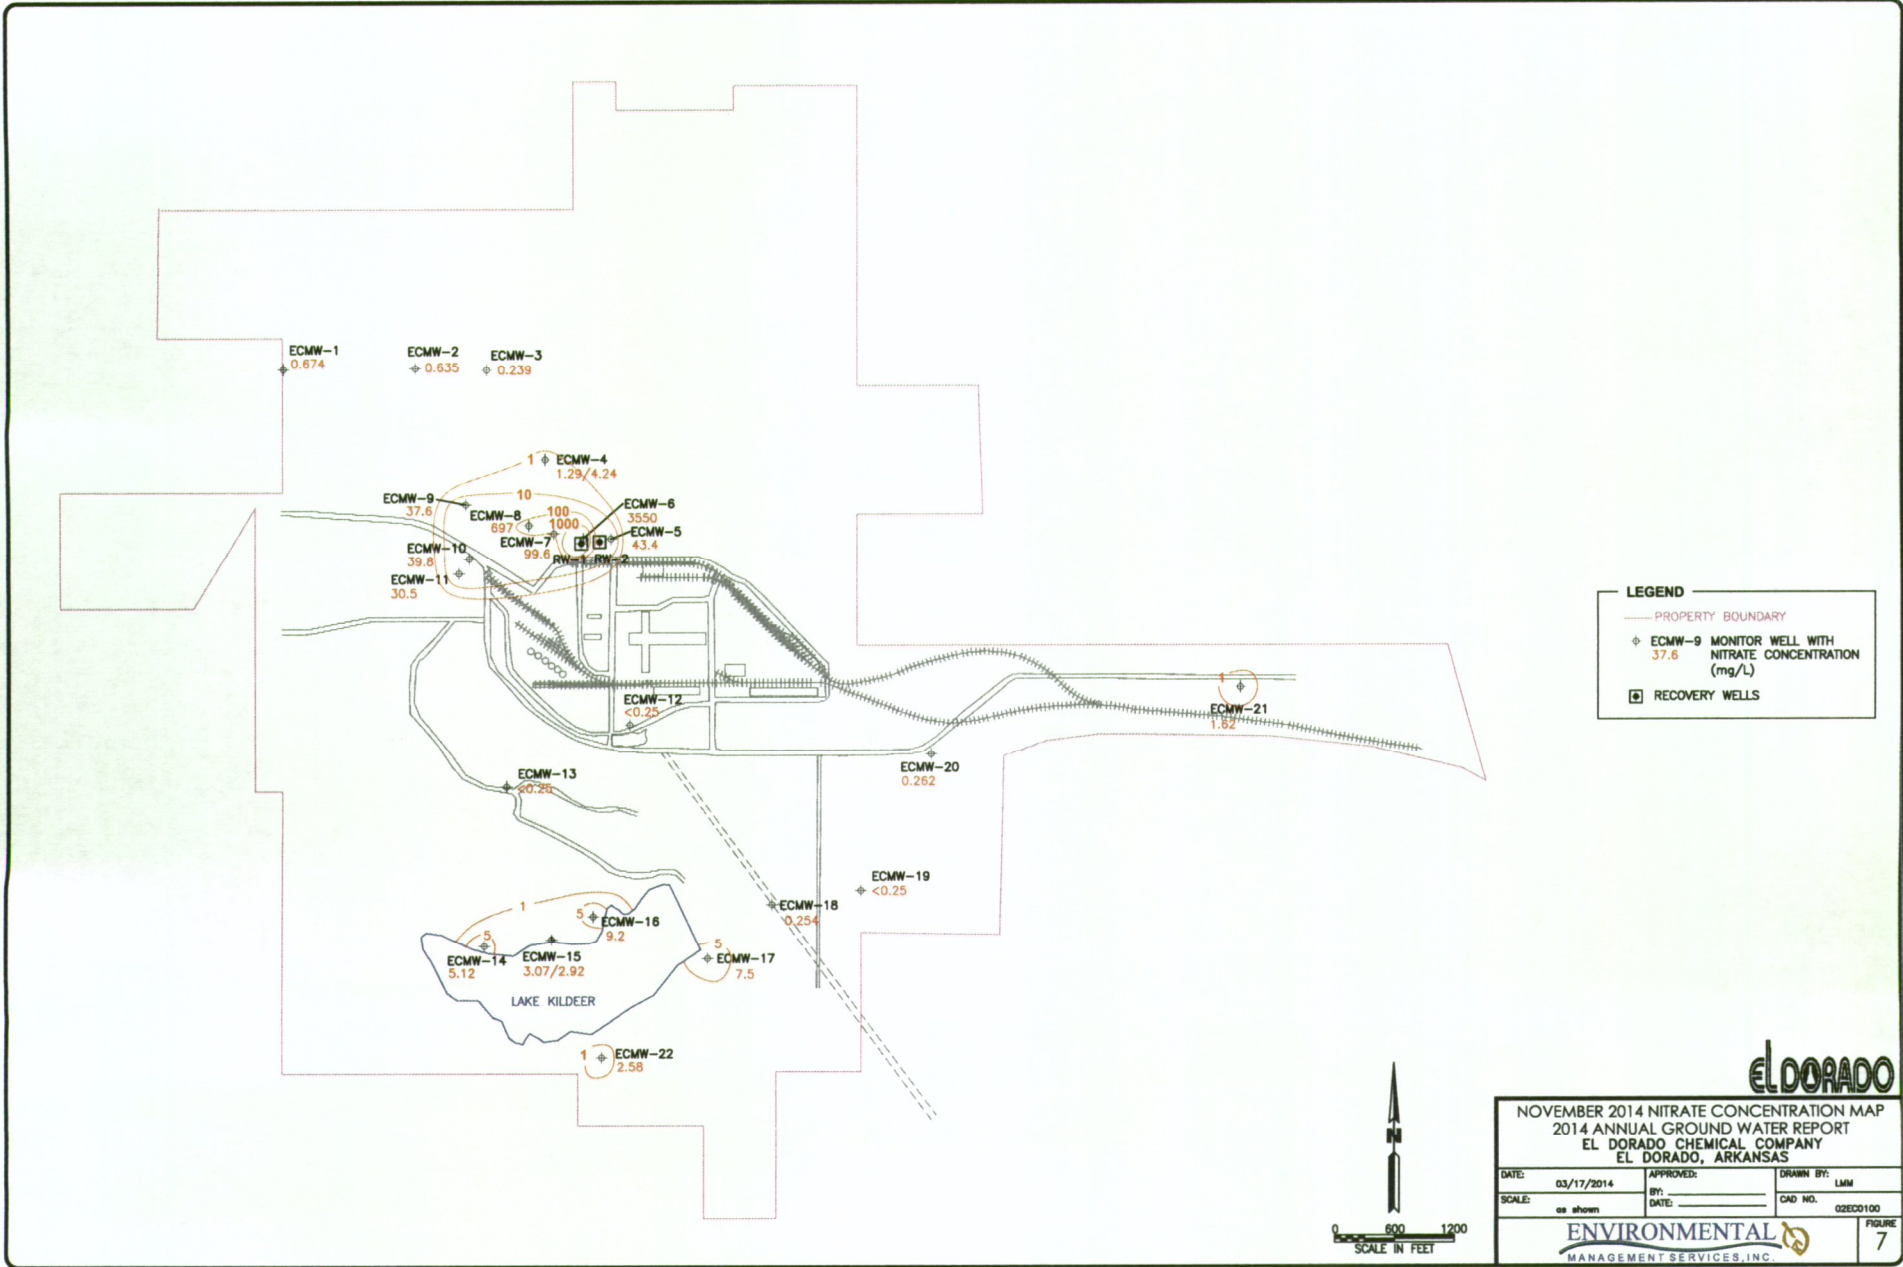 ECMW-1
0.674
ECMW-2
0.635
ECMW-3
0.239
1
ECMW-4
1.29/4.24
10
ECMW-9
37.6
ECMW-8
697
100
1000
ECMW-6
3550
ECMW-5
43.4
ECMW-7
99.6
RW-1
RW-2
ECMW-10
39.8
ECMW-11
30.5
ECMW-12
<0.25
ECMW-13
<0.25
1
ECMW-21
1.62
ECMW-20
0.262
ECMW-19
<0.25
ECMW-18
0.254
1
5
ECMW-16
9.2
5
ECMW-14
5.12
ECMW-15
3.07/2.92
5
ECMW-17
7.5
LAKE KILDEER
1
ECMW-22
2.58
LEGEND
PROPERTY BOUNDARY
ECMW-9 MONITOR WELL WITH
37.6 NITRATE CONCENTRATION
(mg/L)
RECOVERY WELLS
N
0 600 1200
SCALE IN FEET
EL DORADO
NOVEMBER 2014 NITRATE CONCENTRATION MAP
2014 ANNUAL GROUND WATER REPORT
EL DORADO CHEMICAL COMPANY
EL DORADO, ARKANSAS
DATE: 03/17/2014
APPROVED:
BY:
DATE:
DRAWN BY: LMM
SCALE: as shown
CAD NO. 02EC0100
ENVIRONMENTAL
MANAGEMENT SERVICES, INC.
FIGURE
7